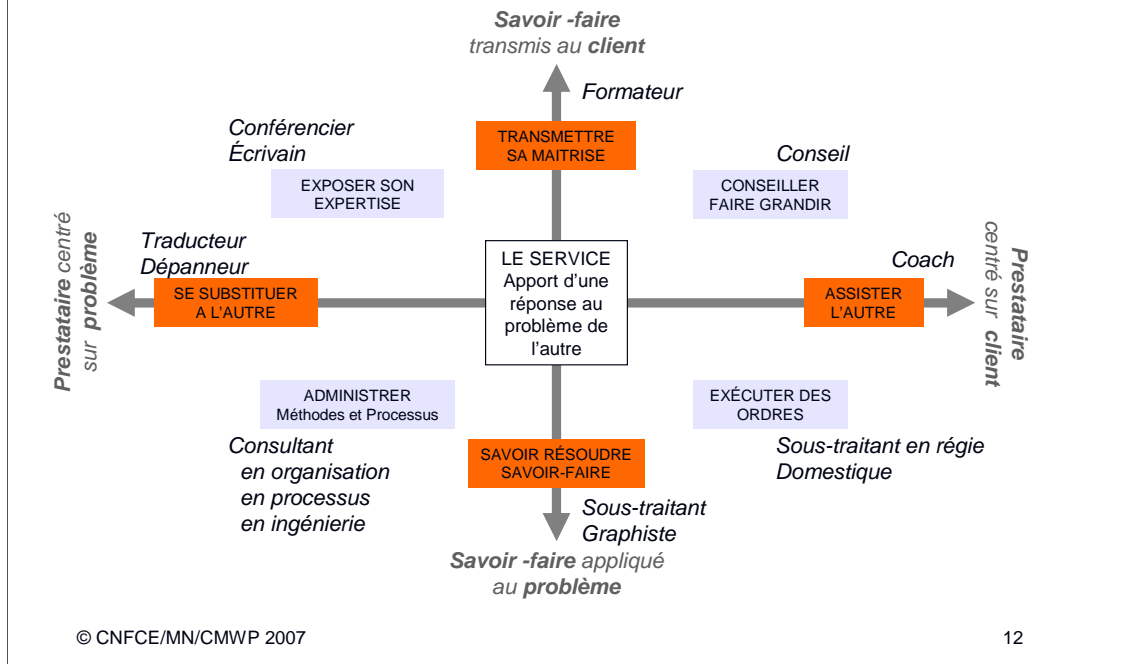 Savoir -faire
transmis au client
Formateur
Conférencier
Écrivain
TRANSMETTRE
SA MAITRISE
Conseil
EXPOSER SON
EXPERTISE
CONSEILLER
FAIRE GRANDIR
Prestataire centré
sur problème
Traducteur
Dépanneur
SE SUBSTITUER
A L'AUTRE
LE SERVICE
Apport d'une
réponse au
problème de
l'autre
Coach
ASSISTER
L'AUTRE
Prestataire
centré sur client
ADMINISTRER
Méthodes et Processus
EXÉCUTER DES
ORDRES
Consultant
en organisation
en processus
en ingénierie
SAVOIR RÉSOUDRE
SAVOIR-FAIRE
Sous-traitant en régie
Domestique
Sous-traitant
Graphiste
Savoir -faire appliqué
au problème
© CNFCE/MN/CMWP 2007
12